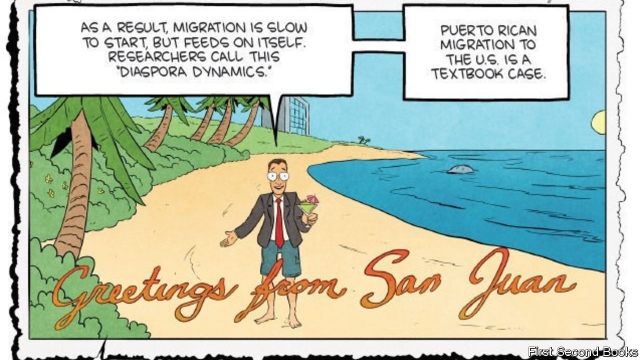 AS A RESULT, MIGRATION IS SLOW
TO START, BUT FEEDS ON ITSELF.
RESEARCHERS CALL THIS
"DIASPORA DYNAMICS."
PUERTO RICAN
MIGRATION TO
THE U.S. IS A
TEXTBOOK CASE.
Greetings from San Juan
First Second Books